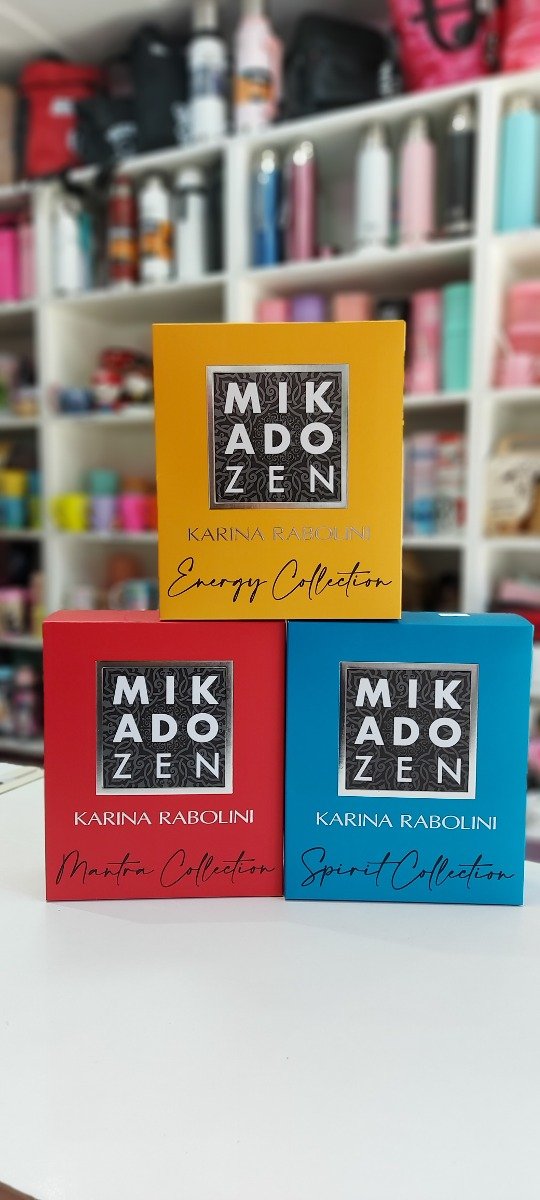 MIK
ADO
ZEN
KARINA RABOLINI
Energy Collection
MIK
ADO
ZEN
KARINA RABOLINI
Mantra Collection
MIK
ADO
ZEN
KARINA RABOLINI
Spirit Collection